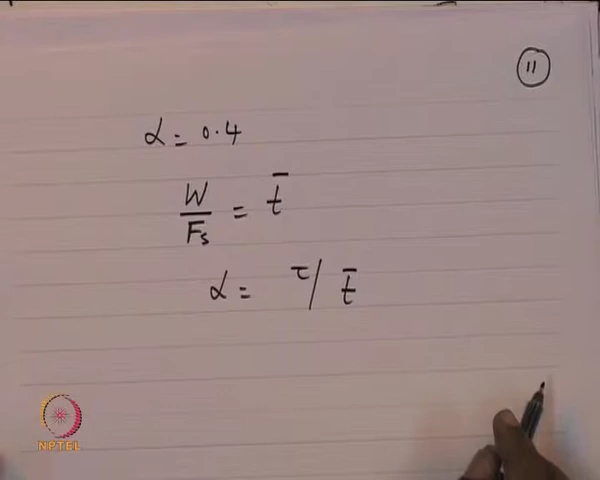 11
α = 0.4
W/Fs = t̄
α = τ / t̄
NPTEL